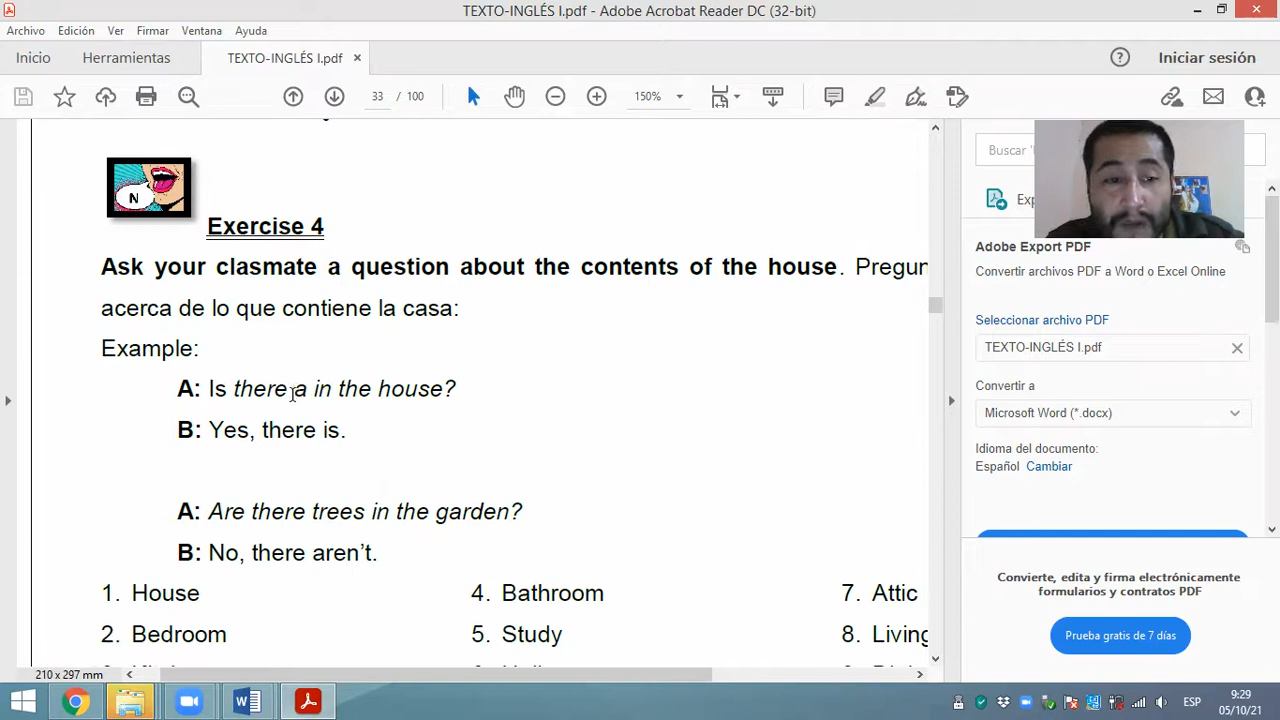 TEXTO-INGLÉS I.pdf - Adobe Acrobat Reader DC (32-bit)
Archivo Edición Ver Firmar Ventana Ayuda
Inicio Herramientas TEXTO-INGLÉS I.pdf Iniciar sesión
33 / 100 150%
N
Exercise 4
Ask your clasmate a question about the contents of the house. Pregun
acerca de lo que contiene la casa:
Example:
A: Is there a in the house?
B: Yes, there is.
A: Are there trees in the garden?
B: No, there aren't.
1. House 4. Bathroom 7. Attic
2. Bedroom 5. Study 8. Living
210 x 297 mm
Buscar
Exp
Adobe Export PDF
Convertir archivos PDF a Word o Excel Online
Seleccionar archivo PDF
TEXTO-INGLÉS I.pdf
Convertir a
Microsoft Word (*.docx)
Idioma del documento:
Español Cambiar
Convierte, edita y firma electrónicamente
formularios y contratos PDF
Prueba gratis de 7 días
ESP
9:29
05/10/21